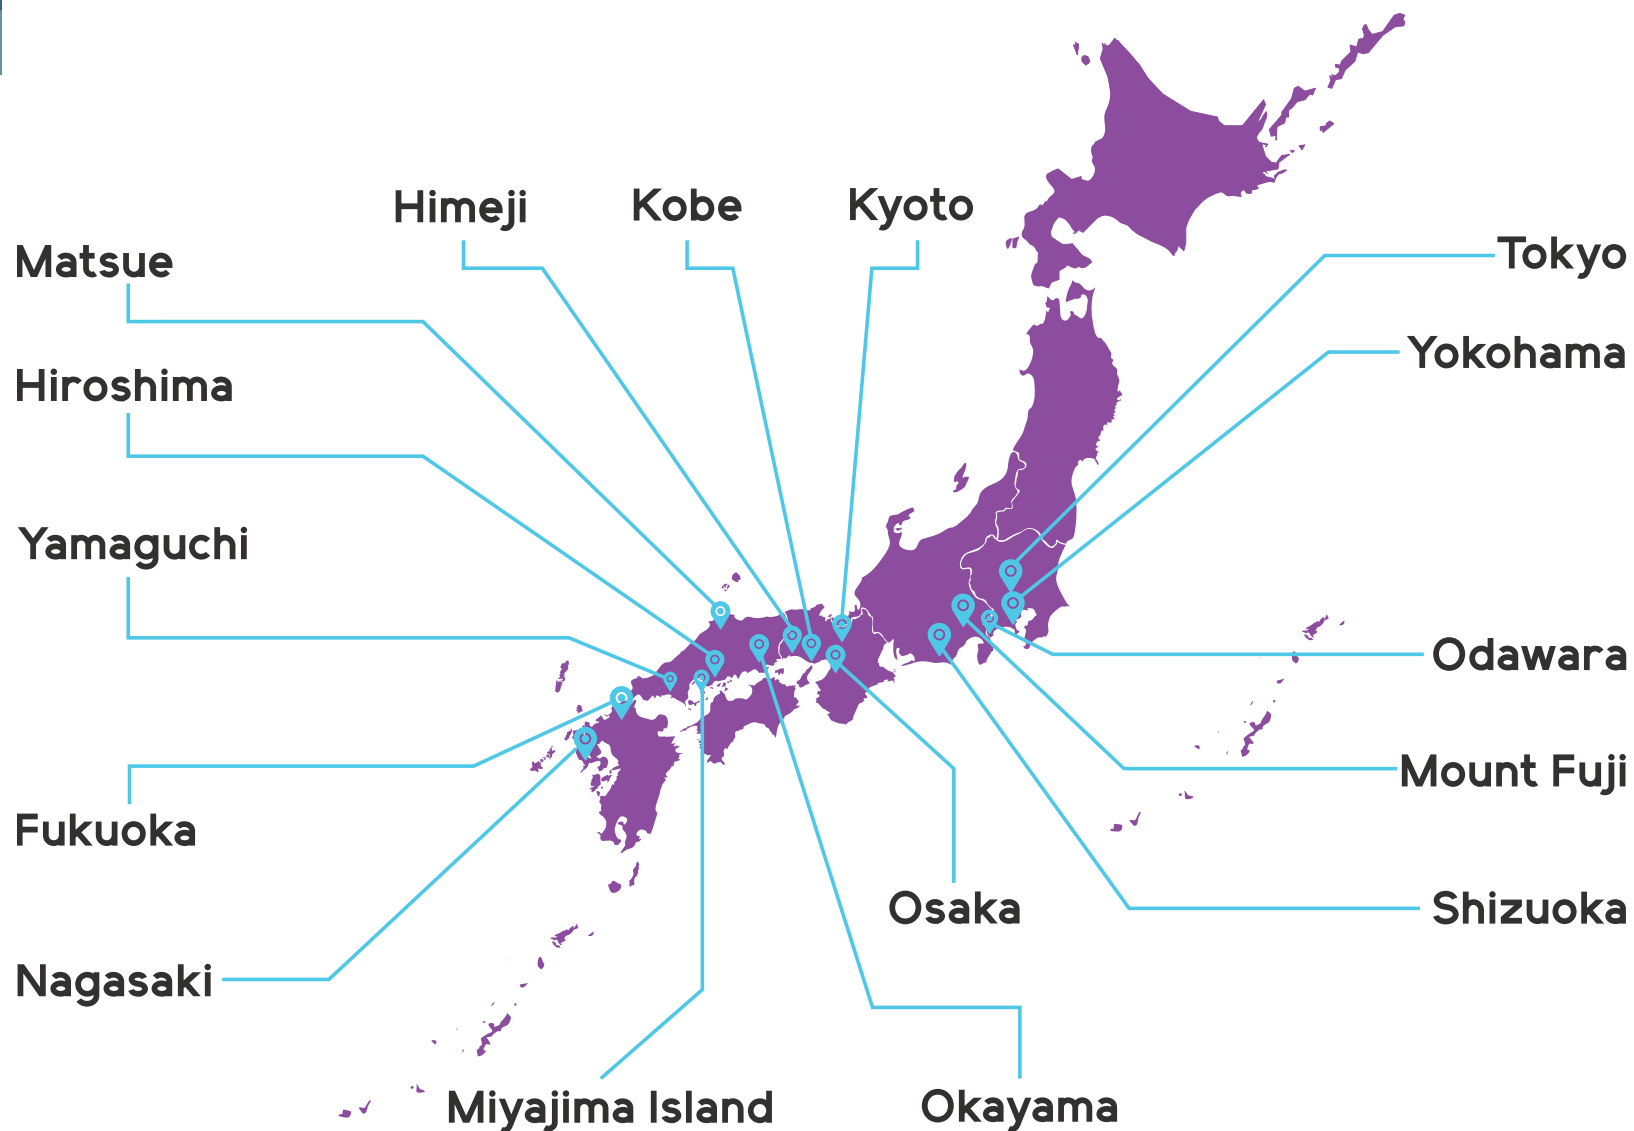 Himeji
Kobe
Kyoto
Matsue
Tokyo
Yokohama
Hiroshima
Yamaguchi
Odawara
Mount Fuji
Fukuoka
Osaka
Shizuoka
Nagasaki
Miyajima Island
Okayama